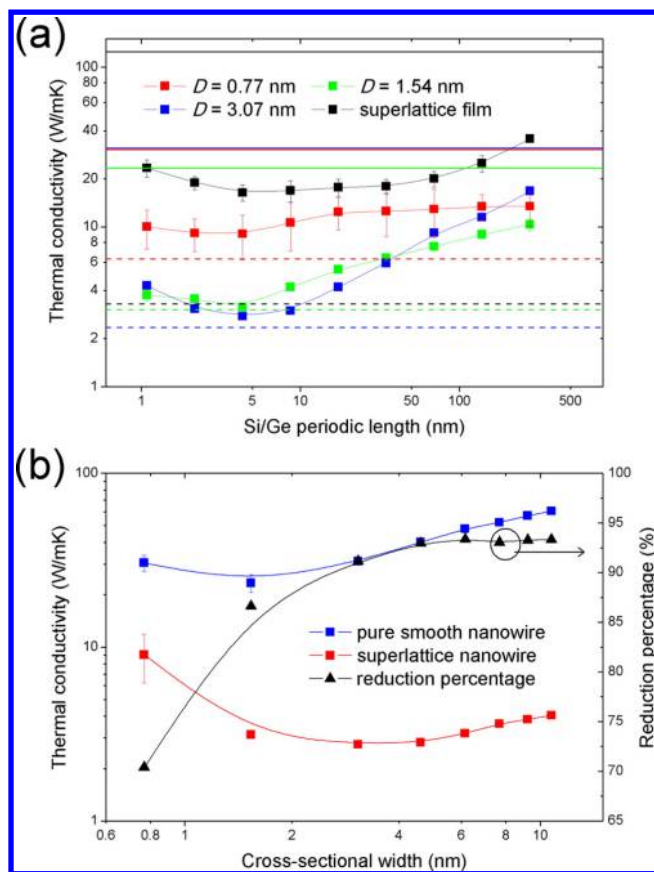 (a)
100
80
60
40
20
10
8
6
4
2
1
Thermal conductivity (W/mK)
D = 0.77 nm
D = 1.54 nm
D = 3.07 nm
superlattice film
1
5
10
50
100
500
Si/Ge periodic length (nm)
(b)
100
10
1
Thermal conductivity (W/mK)
100
95
90
85
80
75
70
65
Reduction percentage (%)
pure smooth nanowire
superlattice nanowire
reduction percentage
0.6
0.8
1
2
4
6
8
10
Cross-sectional width (nm)